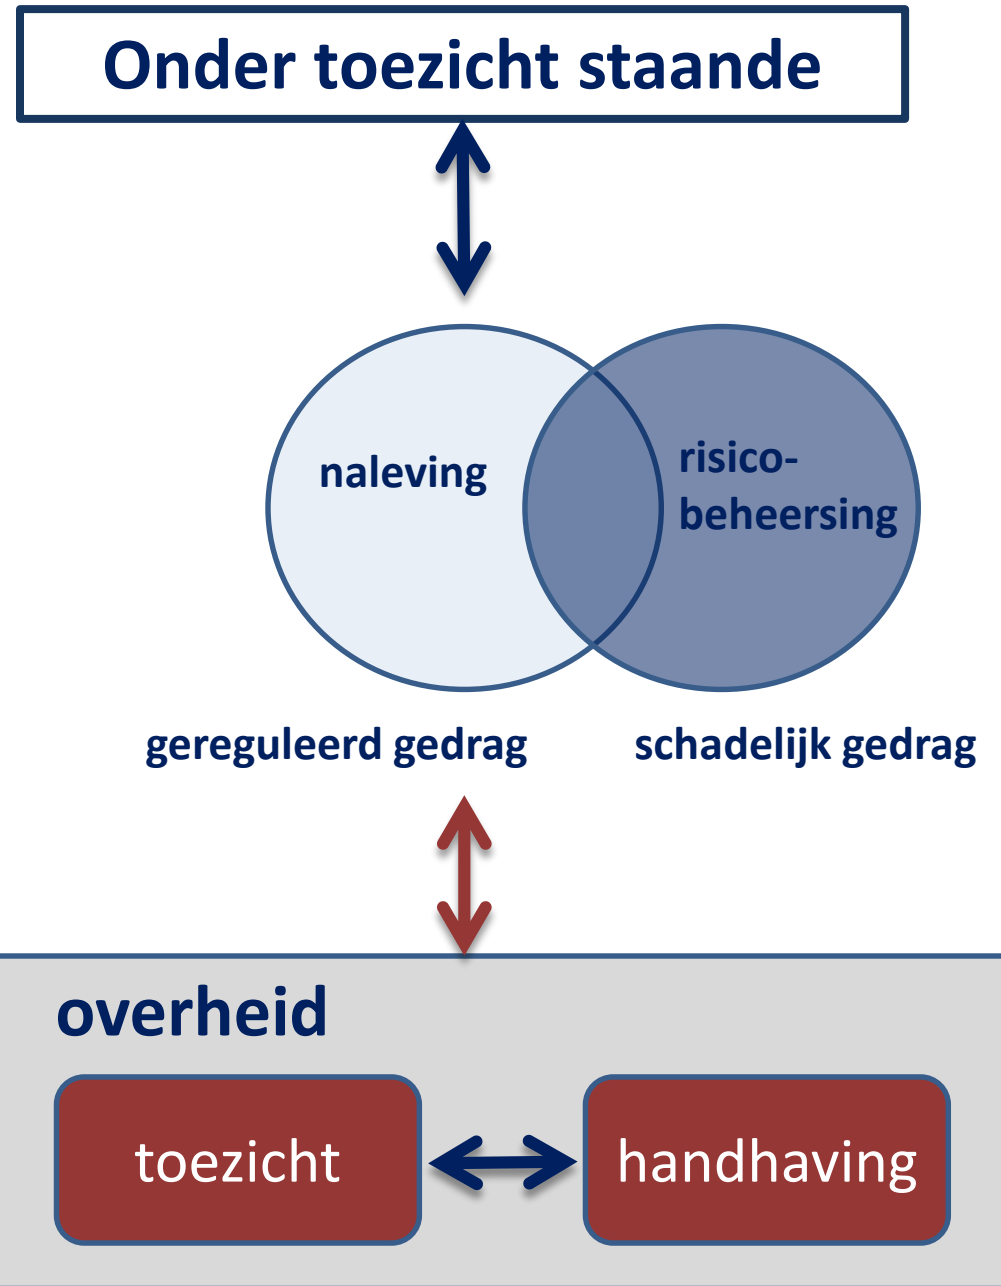 Onder toezicht staande
naleving
risico-
beheersing
gereguleerd gedrag
schadelijk gedrag
overheid
toezicht
handhaving